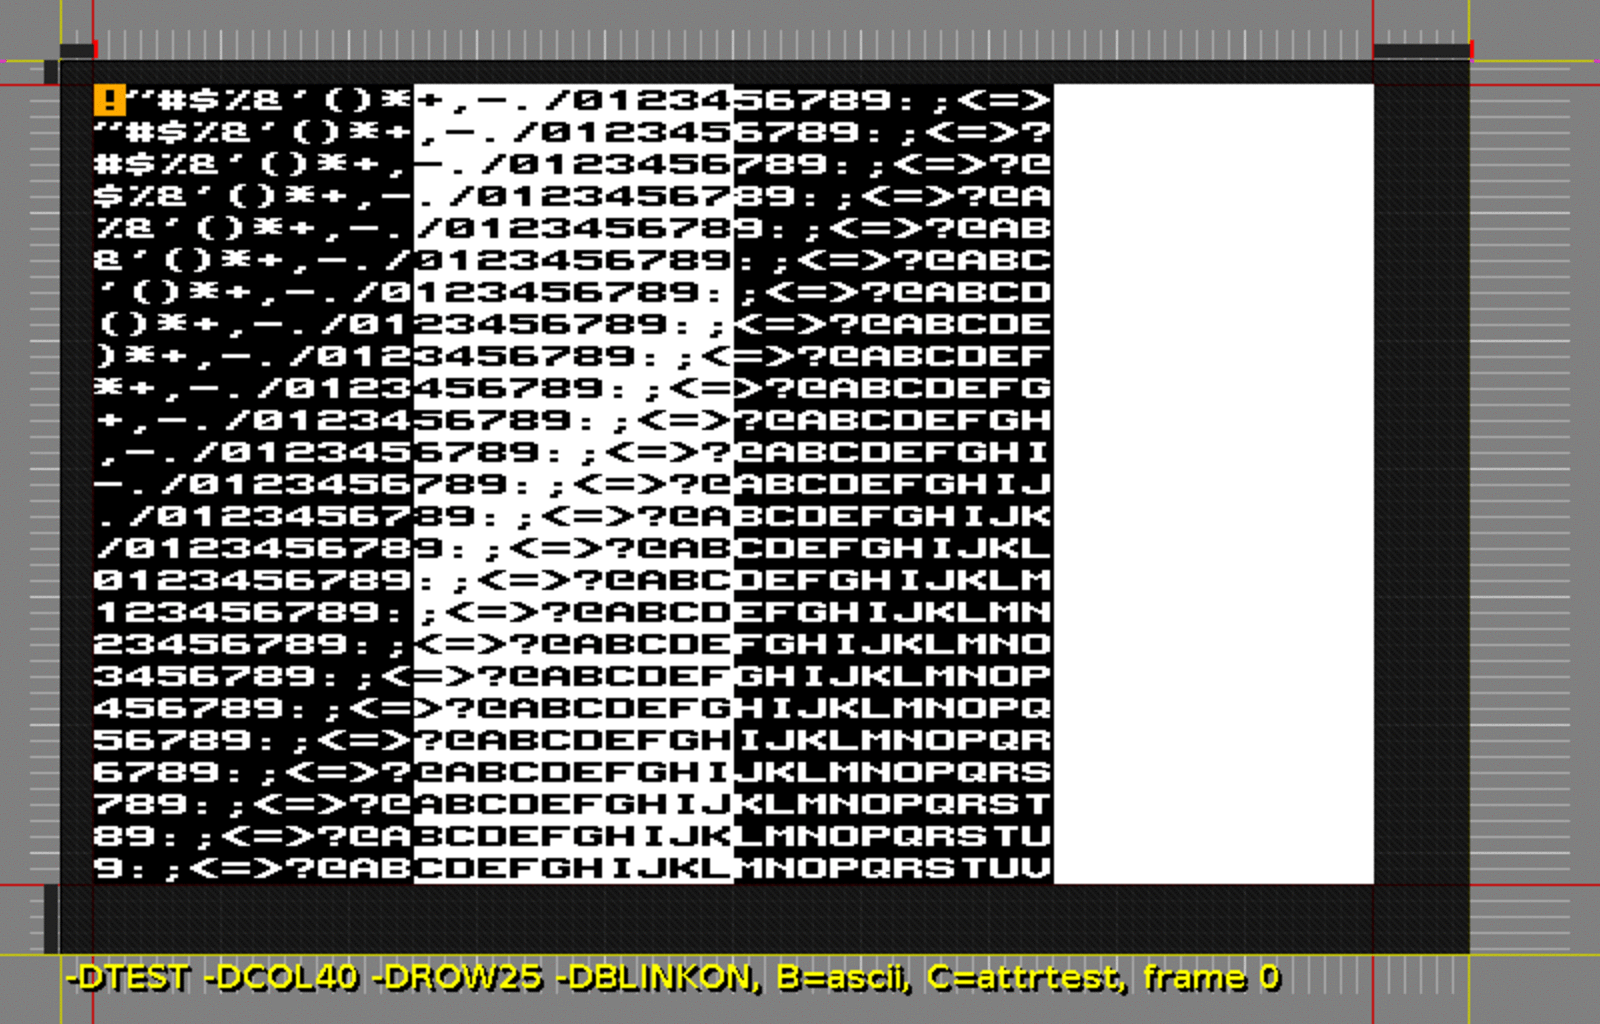 !"#$%&'()*+,-./0123456789:;<=>
"#$%&'()*+,-./0123456789:;<=>?
#$%&'()*+,-./0123456789:;<=>?@
$%&'()*+,-./0123456789:;<=>?@A
%&'()*+,-./0123456789:;<=>?@AB
&'()*+,-./0123456789:;<=>?@ABC
'()*+,-./0123456789:;<=>?@ABCD
()*+,-./0123456789:;<=>?@ABCDE
)*+,-./0123456789:;<=>?@ABCDEF
*+,-./0123456789:;<=>?@ABCDEFG
+,-./0123456789:;<=>?@ABCDEFGH
,-./0123456789:;<=>?@ABCDEFGHI
-./0123456789:;<=>?@ABCDEFGHIJ
./0123456789:;<=>?@ABCDEFGHIJK
/0123456789:;<=>?@ABCDEFGHIJKL
0123456789:;<=>?@ABCDEFGHIJKLM
123456789:;<=>?@ABCDEFGHIJKLMN
23456789:;<=>?@ABCDEFGHIJKLMNO
3456789:;<=>?@ABCDEFGHIJKLMNOP
456789:;<=>?@ABCDEFGHIJKLMNOPQ
56789:;<=>?@ABCDEFGHIJKLMNOPQR
6789:;<=>?@ABCDEFGHIJKLMNOPQRS
789:;<=>?@ABCDEFGHIJKLMNOPQRST
89:;<=>?@ABCDEFGHIJKLMNOPQRSTU
9:;<=>?@ABCDEFGHIJKLMNOPQRSTUV
-DTEST -DCOL40 -DROW25 -DBLINKON, B=ascii, C=attrtest, frame 0